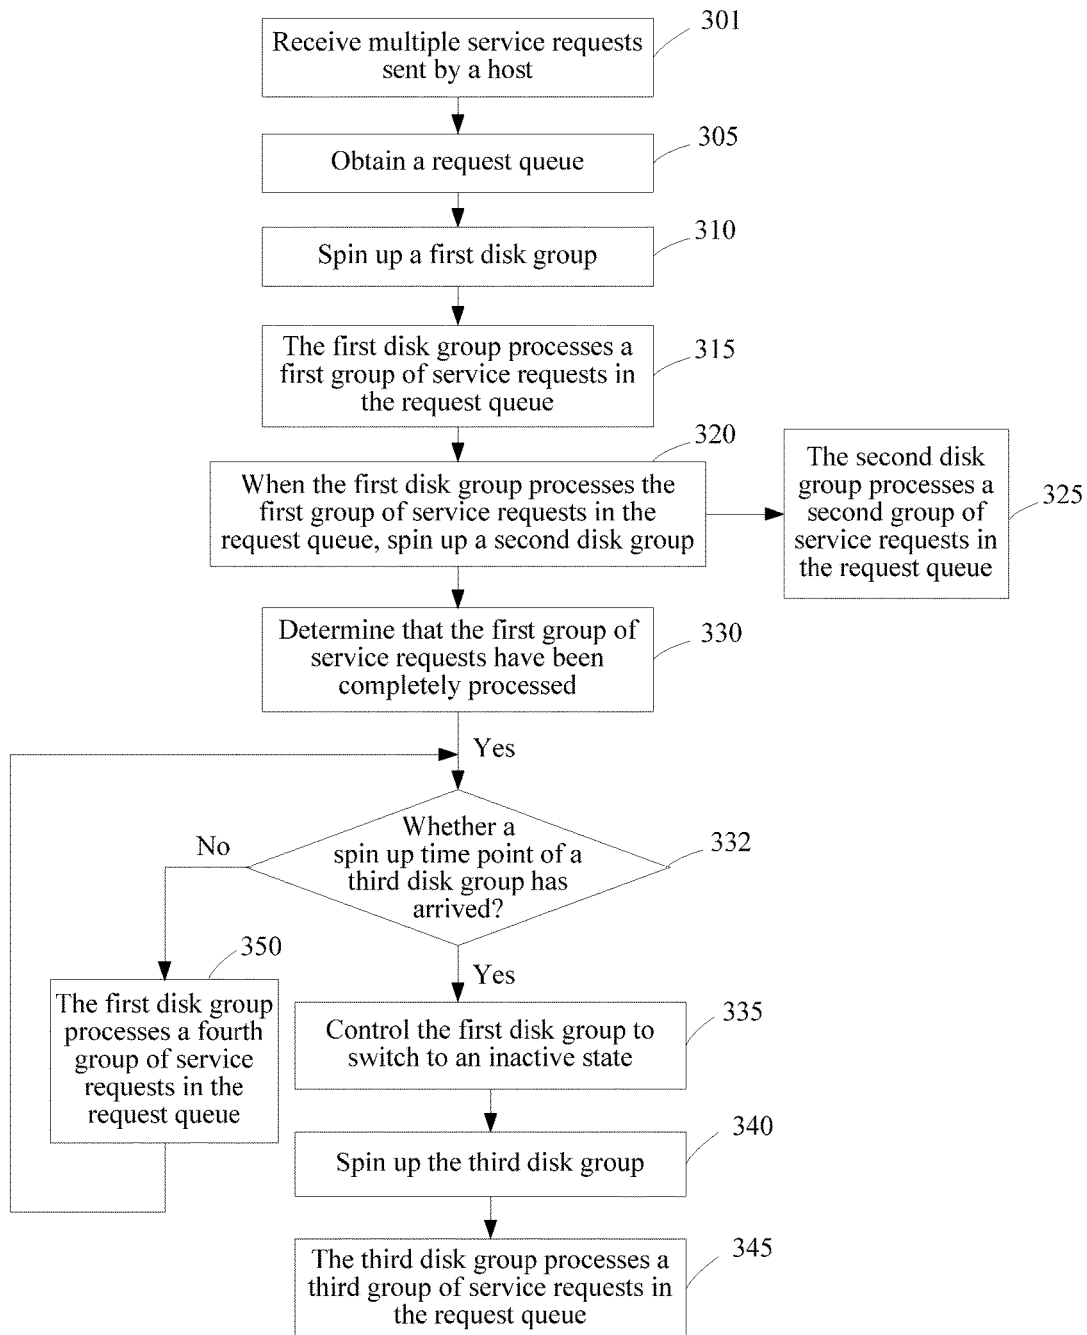 Receive multiple service requests
sent by a host
301
Obtain a request queue
305
Spin up a first disk group
310
The first disk group processes a
first group of service requests in
the request queue
315
When the first disk group processes the
first group of service requests in the
request queue, spin up a second disk group
320
The second disk
group processes a
second group of
service requests in
the request queue
325
Determine that the first group of
service requests have been
completely processed
330
Yes
Whether a
spin up time point of a
third disk group has
arrived?
332
No
Yes
350
The first disk group
processes a fourth
group of service
requests in the
request queue
Control the first disk group to
switch to an inactive state
335
Spin up the third disk group
340
The third disk group processes a
third group of service requests in
the request queue
345